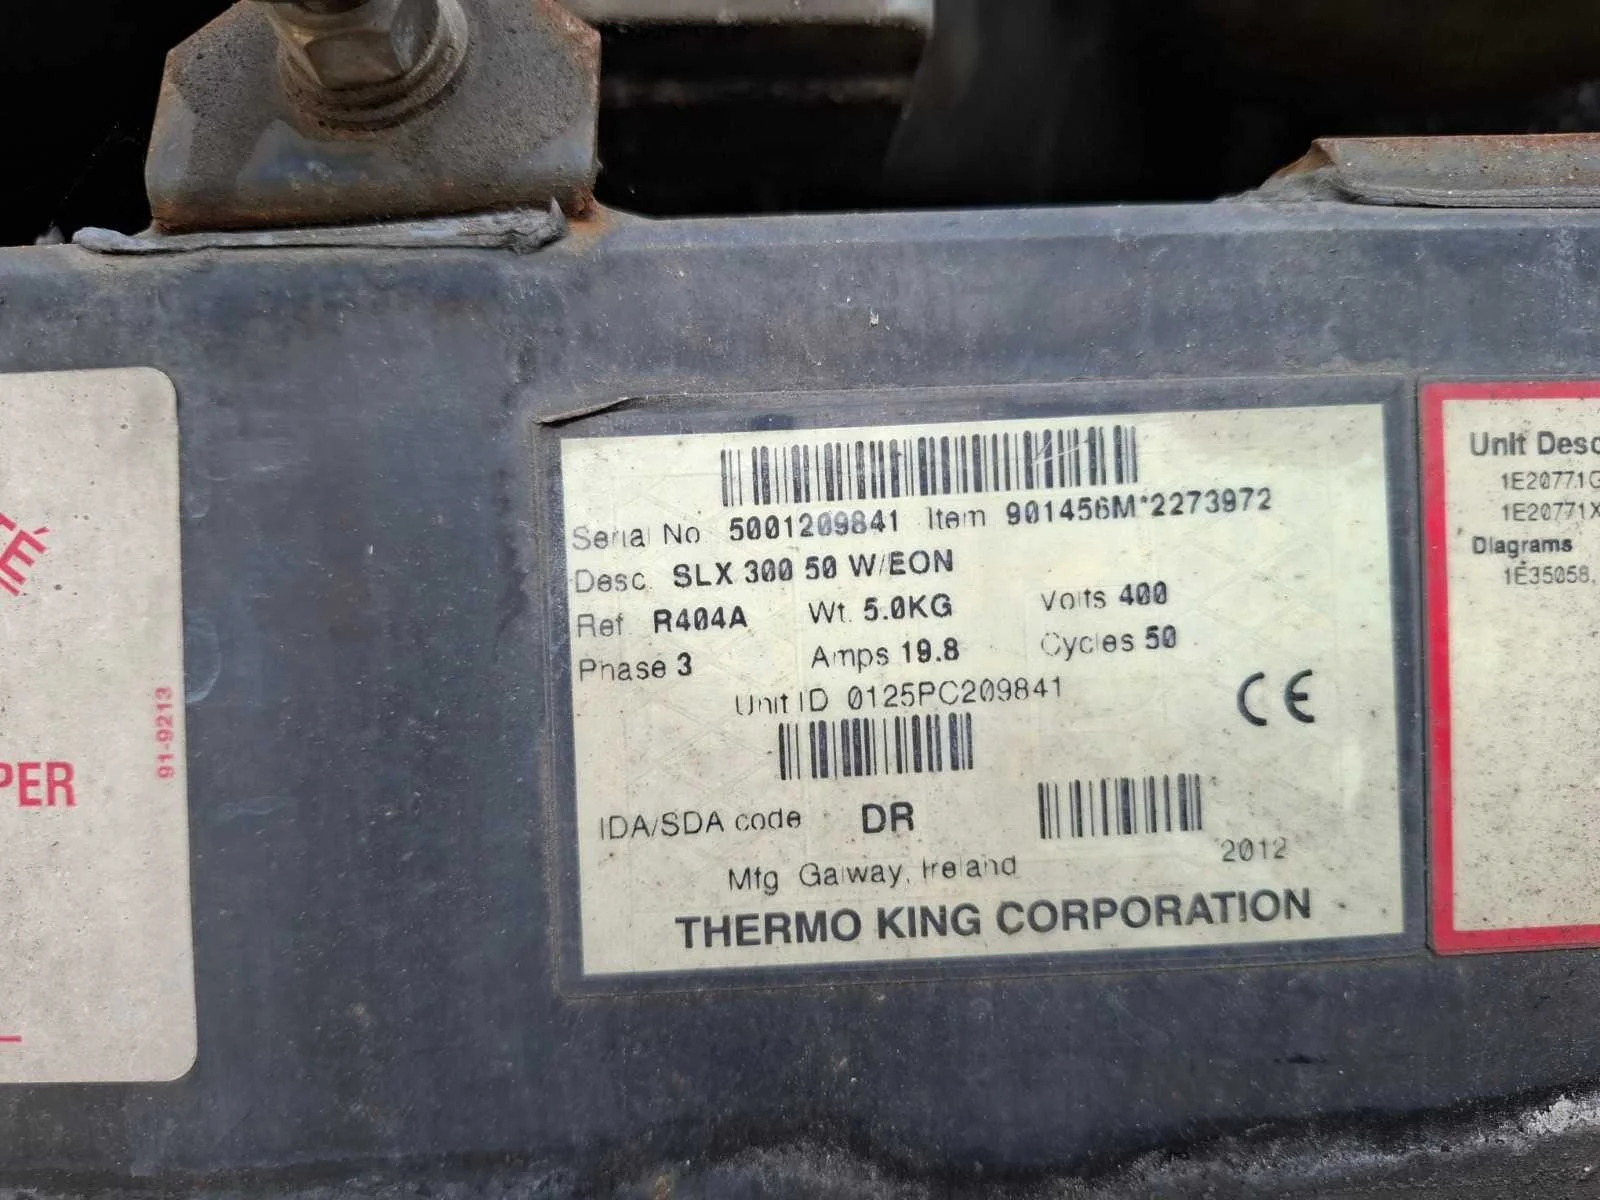 PER
91-9213
Serial No 5001209841 Item 901456M*2273972
Desc. SLX 300 50 W/EON
Ref. R404A Wt. 5.0KG Volts 400
Phase 3 Amps 19.8 Cycles 50
Unit ID 0125PC209841
CE
IDA/SDA code DR
2012
Mfg Galway, Ireland
THERMO KING CORPORATION
Unit Desc
1E20771G
1E20771X
Diagrams
1E35058,